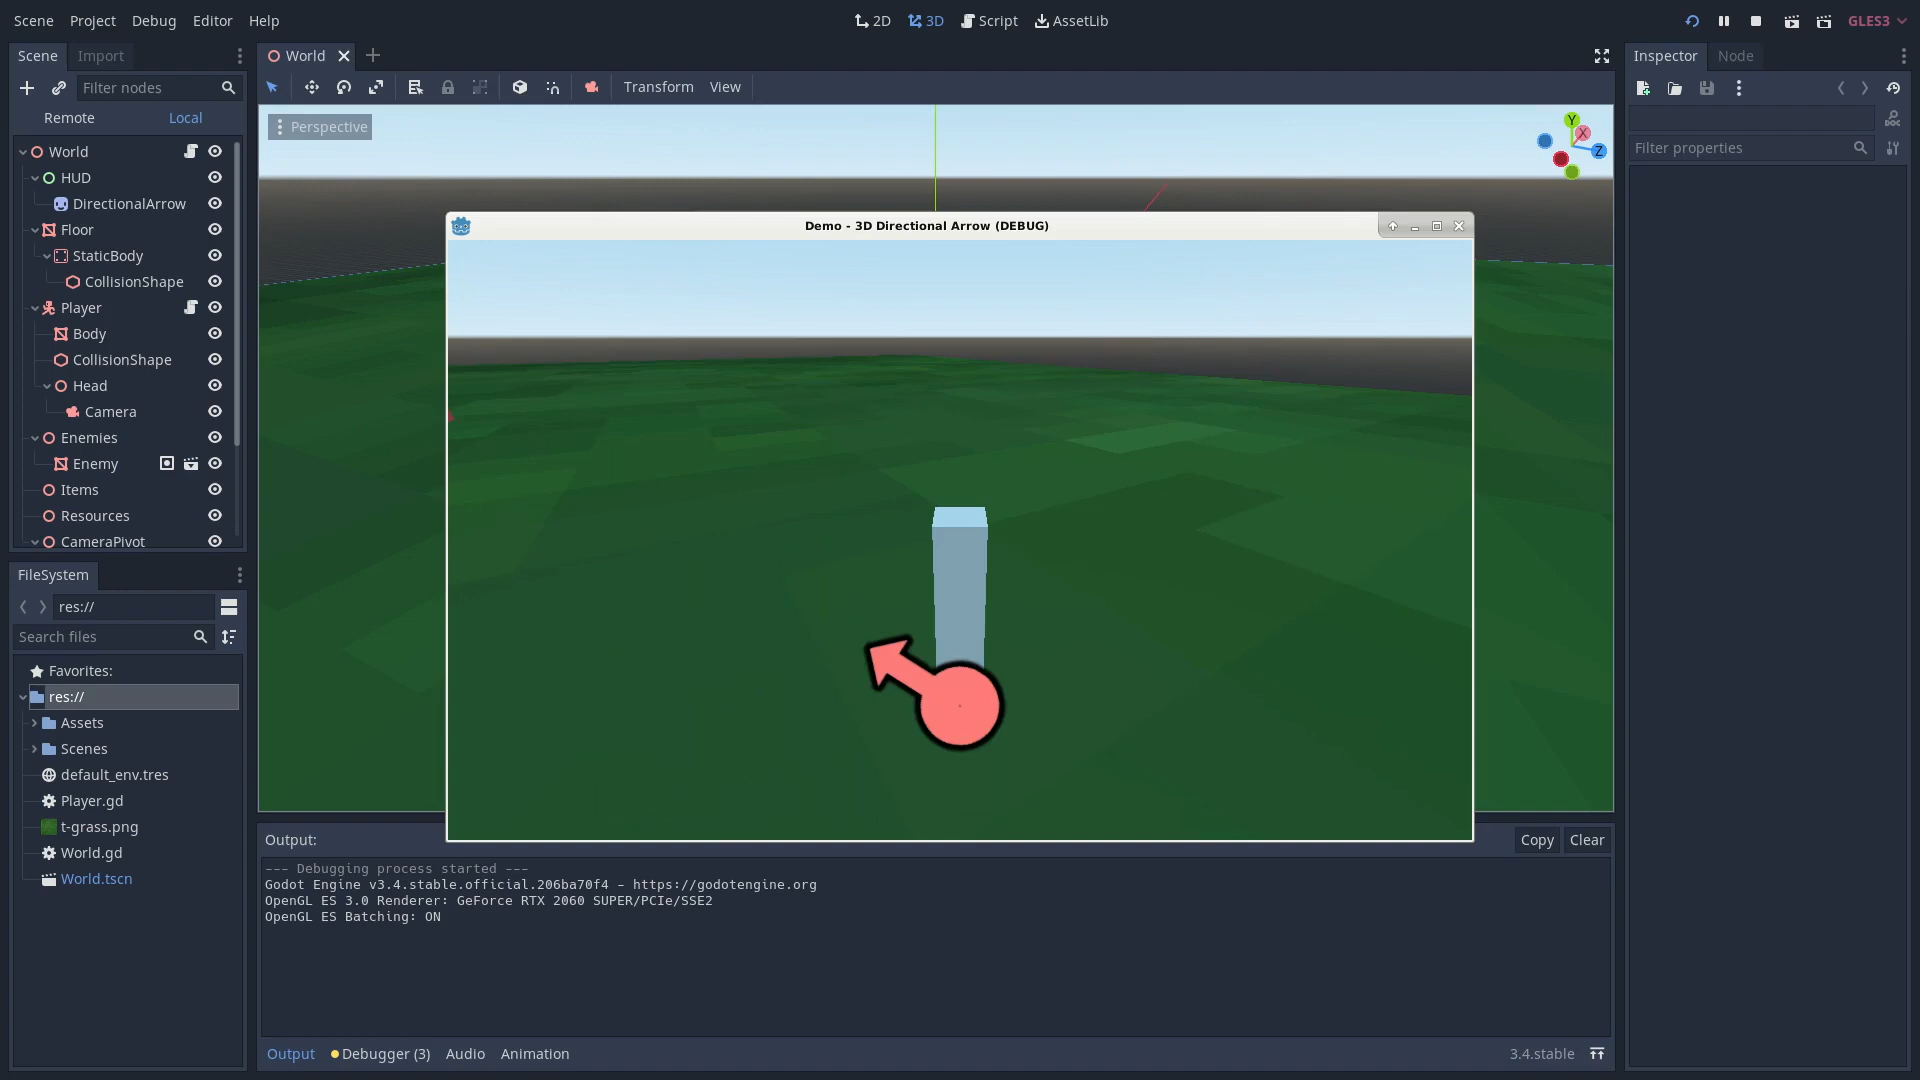 Scene Project Debug Editor Help
2D 3D Script AssetLib
GLES3
Scene Import
Filter nodes
Remote Local
World
HUD
DirectionalArrow
Floor
StaticBody
CollisionShape
Player
Body
CollisionShape
Head
Camera
Enemies
Enemy
Items
Resources
CameraPivot
FileSystem
res://
Search files
Favorites:
res://
Assets
Scenes
default_env.tres
Player.gd
t-grass.png
World.gd
World.tscn
World
Transform View
Perspective
Y
X
Z
Demo - 3D Directional Arrow (DEBUG)
Output:
Copy Clear
--- Debugging process started ---
Godot Engine v3.4.stable.official.206ba70f4 - https://godotengine.org
OpenGL ES 3.0 Renderer: GeForce RTX 2060 SUPER/PCIe/SSE2
OpenGL ES Batching: ON
Output Debugger (3) Audio Animation
3.4.stable
Inspector Node
Filter properties